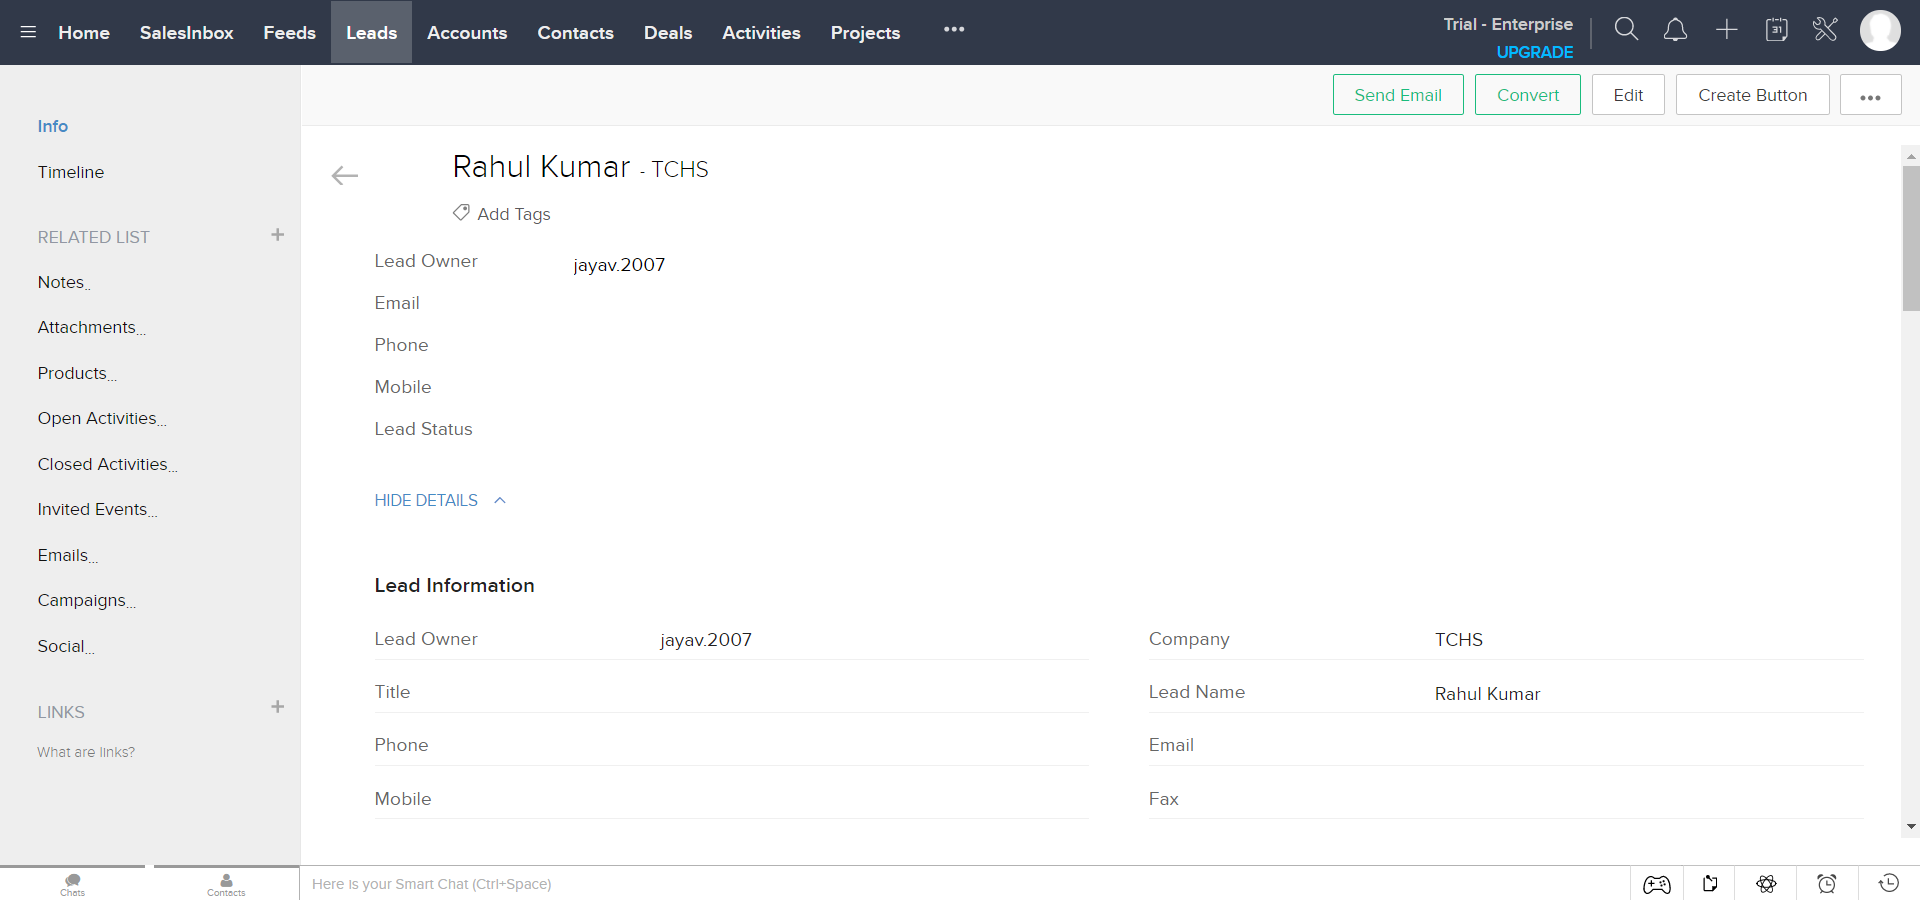 Home SalesInbox Feeds Leads Accounts Contacts Deals Activities Projects ••• Trial - Enterprise
UPGRADE
31
Send Email Convert Edit Create Button •••
Info
Timeline
RELATED LIST +
Notes..
Attachments...
Products...
Open Activities...
Closed Activities...
Invited Events...
Emails...
Campaigns...
Social...
LINKS +
What are links?
Rahul Kumar - TCHS
Add Tags
Lead Owner jayav.2007
Email
Phone
Mobile
Lead Status
HIDE DETAILS
Lead Information
Lead Owner jayav.2007 Company TCHS
Title Lead Name Rahul Kumar
Phone Email
Mobile Fax
Chats Contacts Here is your Smart Chat (Ctrl+Space)